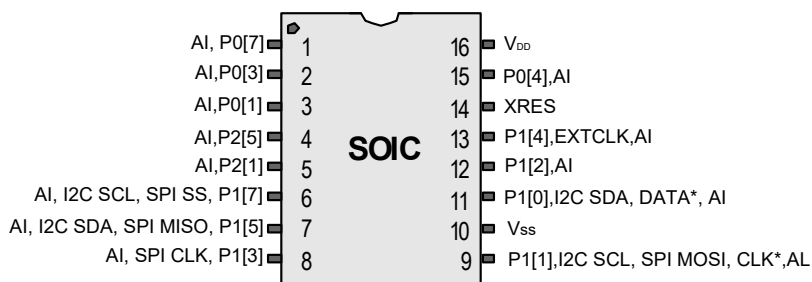 AI, P0[7] 1 16 VDD
AI,P0[3] 2 15 P0[4],AI
AI,P0[1] 3 14 XRES
AI,P2[5] 4 SOIC 13 P1[4],EXTCLK,AI
AI,P2[1] 5 12 P1[2],AI
AI, I2C SCL, SPI SS, P1[7] 6 11 P1[0],I2C SDA, DATA*, AI
AI, I2C SDA, SPI MISO, P1[5] 7 10 Vss
AI, SPI CLK, P1[3] 8 9 P1[1],I2C SCL, SPI MOSI, CLK*,AL